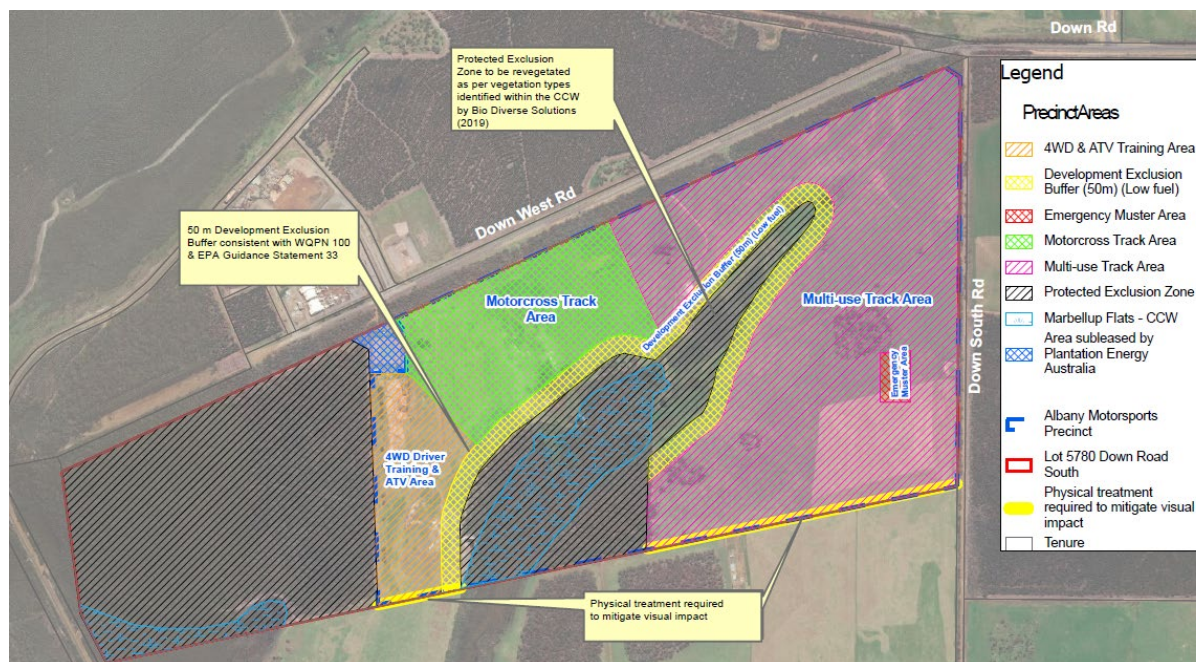 Down Rd
Protected Exclusion
Zone to be revegetated
as per vegetation types
identified within the CCW
by Bio Diverse Solutions
(2019)
Down West Rd
50 m Development Exclusion
Buffer consistent with WQPN 100
& EPA Guidance Statement 33
Development Exclusion Buffer (50m) (Low fuel)
Motorcross Track
Area
Multi-use Track Area
Down South Rd
Emergency
Muster Area
4WD Driver
Training &
ATV Area
Physical treatment required
to mitigate visual impact
Legend
PrecinctAreas
4WD & ATV Training Area
Development Exclusion
Buffer (50m) (Low fuel)
Emergency Muster Area
Motorcross Track Area
Multi-use Track Area
Protected Exclusion Zone
Marbellup Flats - CCW
Area subleased by
Plantation Energy
Australia
Albany Motorsports
Precinct
Lot 5780 Down Road
South
Physical treatment
required to mitigate visual
impact
Tenure